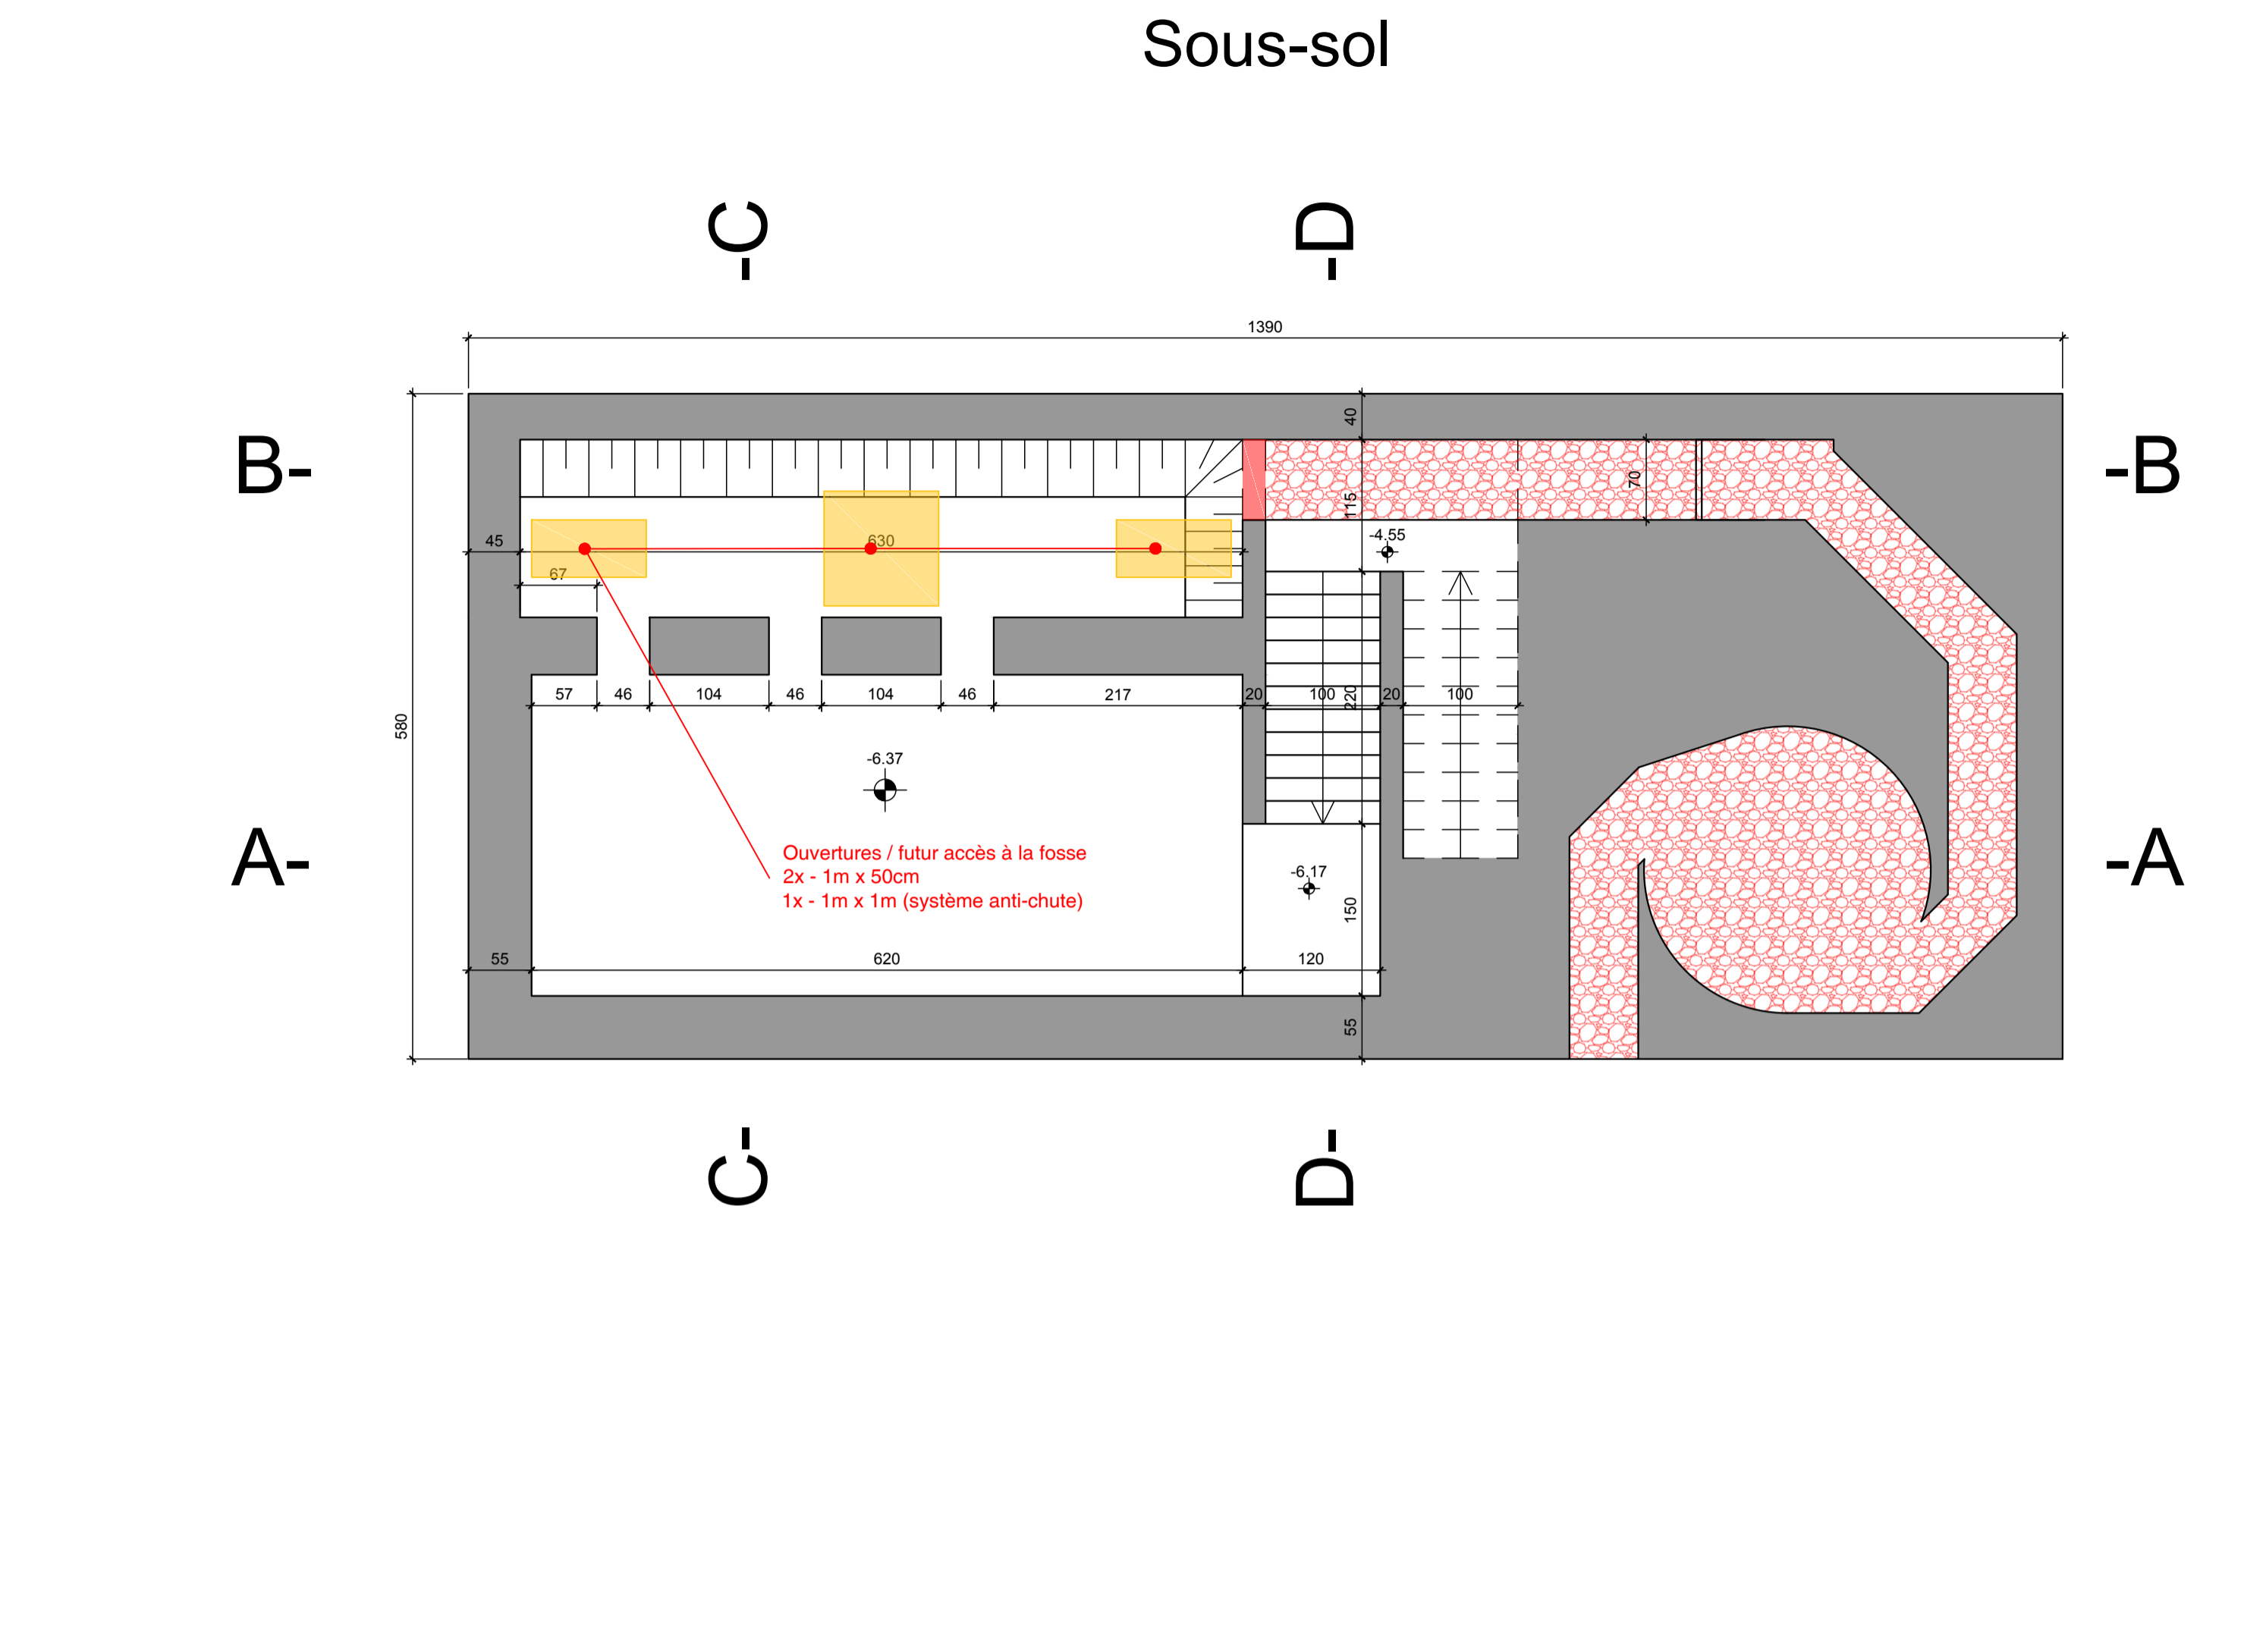 Sous-sol
-C
-D
1390
B-
-B
40
115
70
-4.55
45
630
67
57
46
104
46
104
46
217
20
100
220
20
100
580
-6.37
A-
-A
Ouvertures / futur accès à la fosse
2x - 1m x 50cm
1x - 1m x 1m (système anti-chute)
-6.17
150
55
620
120
55
C-
D-